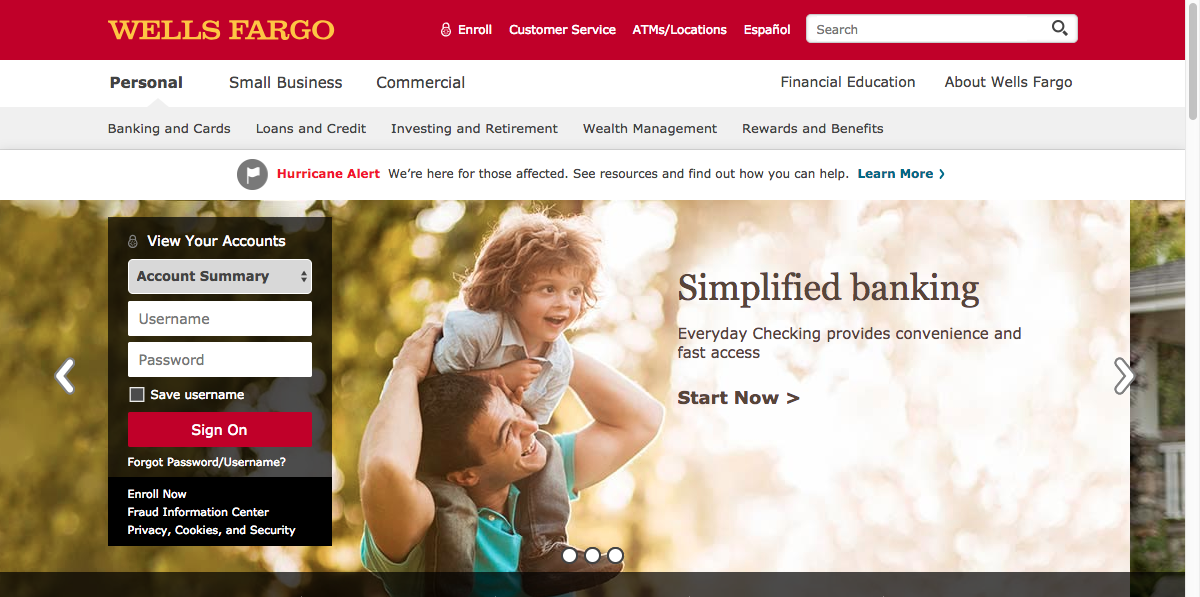 WELLS FARGO
Enroll
Customer Service
ATMs/Locations
Español
Search
Personal
Small Business
Commercial
Financial Education
About Wells Fargo
Banking and Cards
Loans and Credit
Investing and Retirement
Wealth Management
Rewards and Benefits
Hurricane Alert We're here for those affected. See resources and find out how you can help. Learn More
View Your Accounts
Account Summary
Username
Password
Save username
Sign On
Forgot Password/Username?
Enroll Now
Fraud Information Center
Privacy, Cookies, and Security
Simplified banking
Everyday Checking provides convenience and
fast access
Start Now >